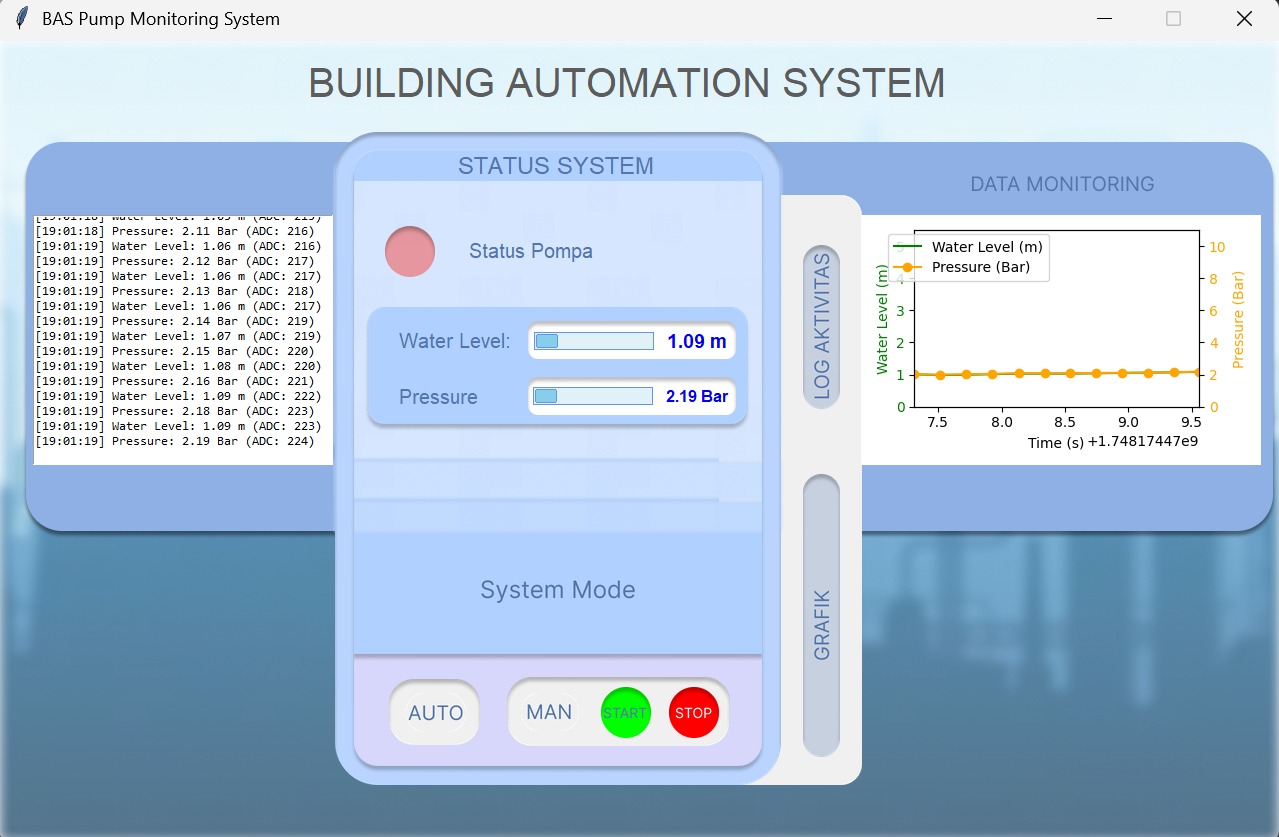 BAS Pump Monitoring System
BUILDING AUTOMATION SYSTEM
[19:01:18] Water Level: 1.05 m (ADC: 215)
[19:01:18] Pressure: 2.11 Bar (ADC: 216)
[19:01:19] Water Level: 1.06 m (ADC: 216)
[19:01:19] Pressure: 2.12 Bar (ADC: 217)
[19:01:19] Water Level: 1.06 m (ADC: 217)
[19:01:19] Pressure: 2.13 Bar (ADC: 218)
[19:01:19] Water Level: 1.06 m (ADC: 217)
[19:01:19] Pressure: 2.14 Bar (ADC: 219)
[19:01:19] Water Level: 1.07 m (ADC: 219)
[19:01:19] Pressure: 2.15 Bar (ADC: 220)
[19:01:19] Water Level: 1.08 m (ADC: 220)
[19:01:19] Pressure: 2.16 Bar (ADC: 221)
[19:01:19] Water Level: 1.09 m (ADC: 222)
[19:01:19] Pressure: 2.18 Bar (ADC: 223)
[19:01:19] Water Level: 1.09 m (ADC: 223)
[19:01:19] Pressure: 2.19 Bar (ADC: 224)
STATUS SYSTEM
Status Pompa
Water Level: 1.09 m
Pressure 2.19 Bar
System Mode
AUTO
MAN
START
STOP
LOG AKTIVITAS
GRAFIK
DATA MONITORING
Water Level (m)
Pressure (Bar)
Water Level (m)
5
4
3
2
1
0
10
8
6
4
2
0
Pressure (Bar)
7.5 8.0 8.5 9.0 9.5
Time (s) +1.74817447e9